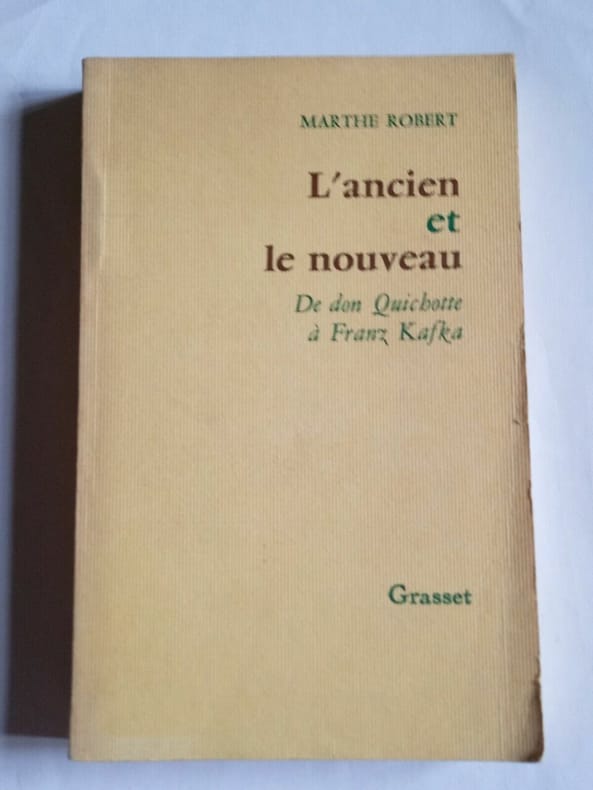 MARTHE ROBERT
L'ancien
et
le nouveau
De don Quichotte
à Franz Kafka
Grasset